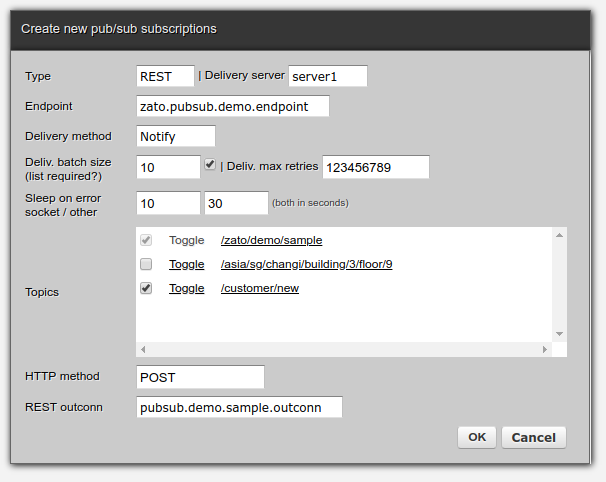 Create new pub/sub subscriptions
Type REST | Delivery server server1
Endpoint zato.pubsub.demo.endpoint
Delivery method Notify
Deliv. batch size (list required?) 10 | Deliv. max retries 123456789
Sleep on error socket / other 10 30 (both in seconds)
Topics
Toggle /zato/demo/sample
Toggle /asia/sg/changi/building/3/floor/9
Toggle /customer/new
HTTP method POST
REST outconn pubsub.demo.sample.outconn
OK Cancel